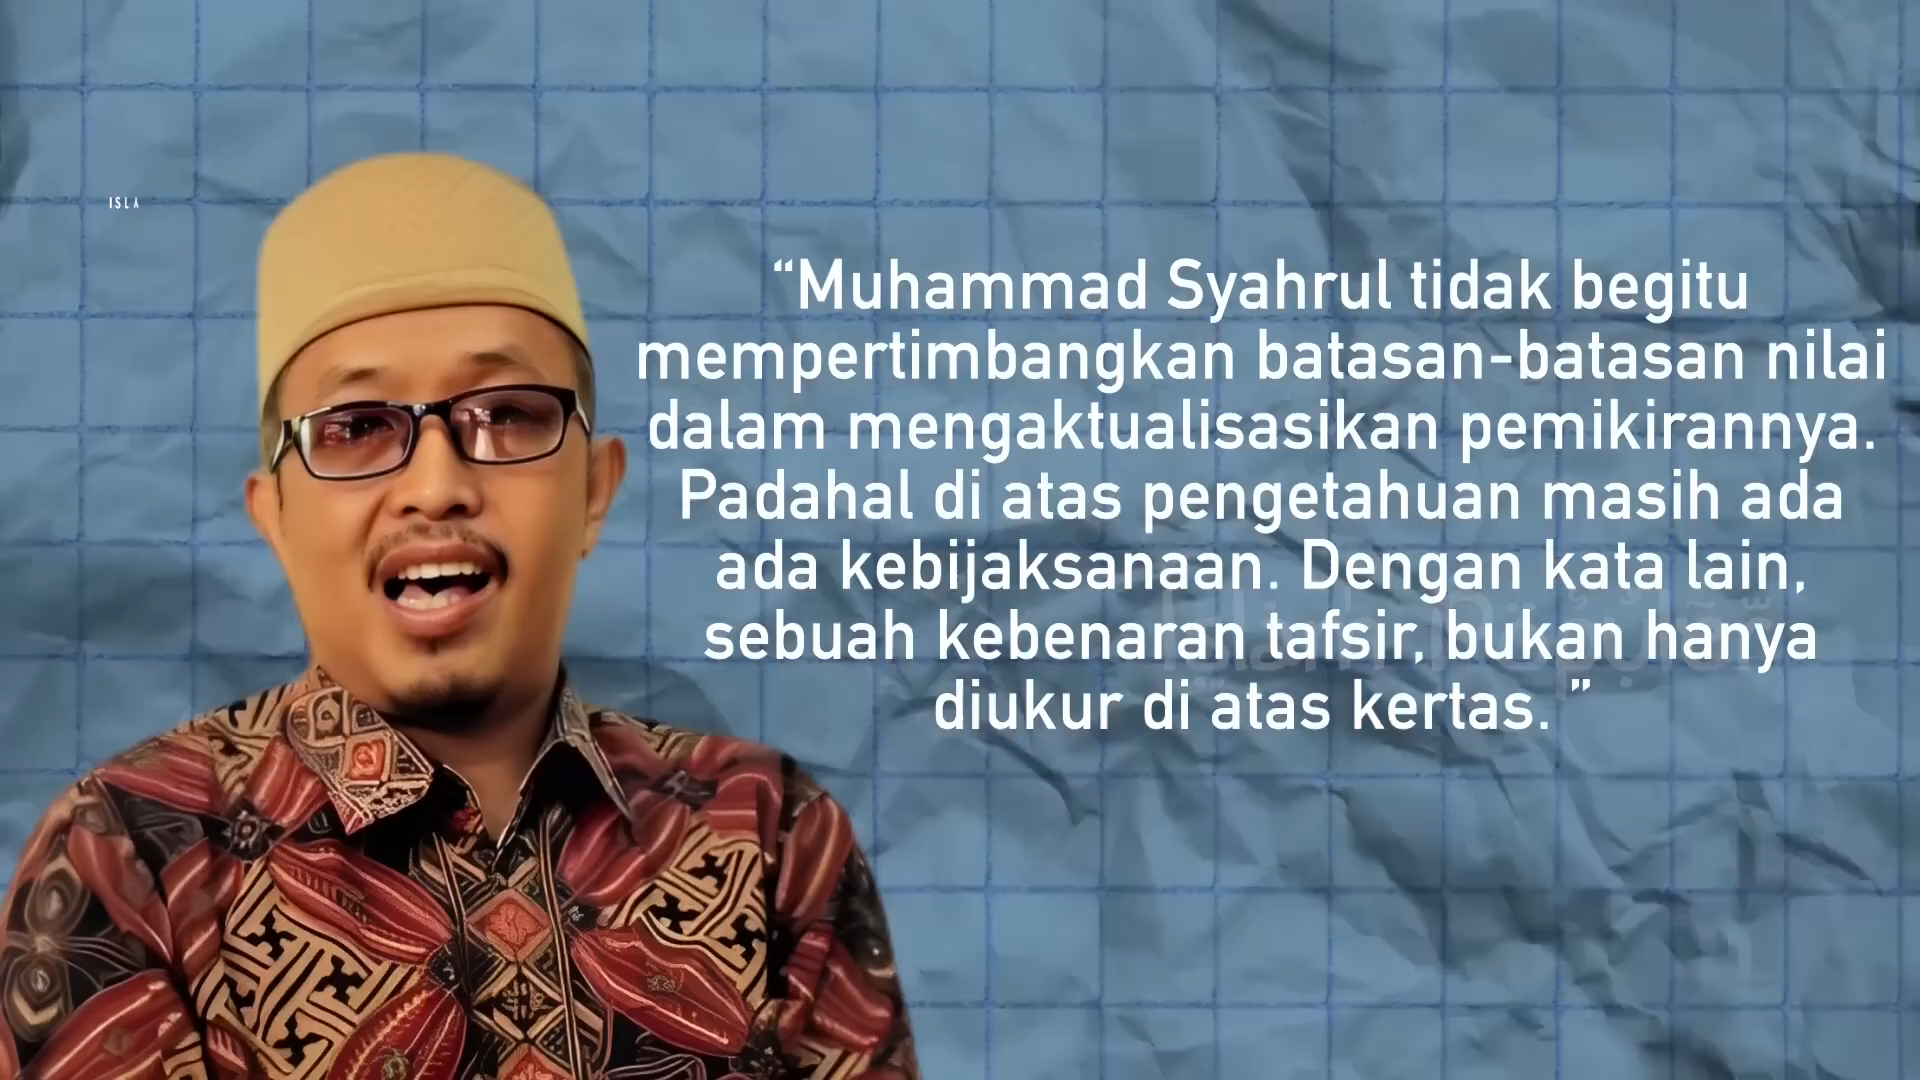 ISLA
“Muhammad Syahrul tidak begitu
mempertimbangkan batasan-batasan nilai
dalam mengaktualisasikan pemikirannya.
Padahal di atas pengetahuan masih ada
ada kebijaksanaan. Dengan kata lain,
sebuah kebenaran tafsir, bukan hanya
diukur di atas kertas. ”